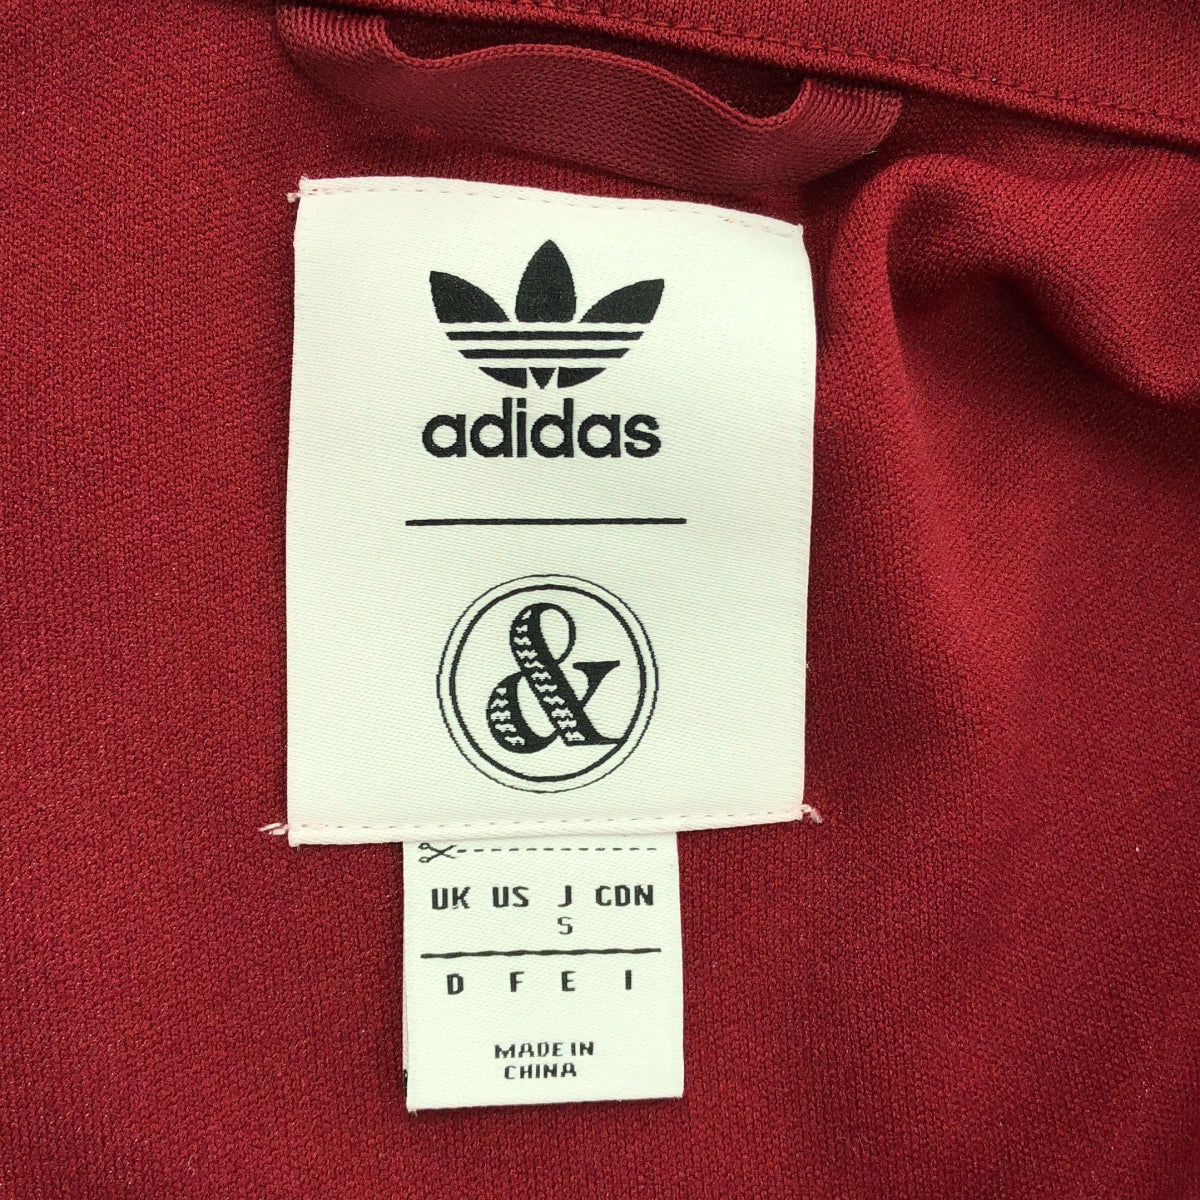 adidas
&
UK US J CDN
S
D F E I
MADE IN
CHINA